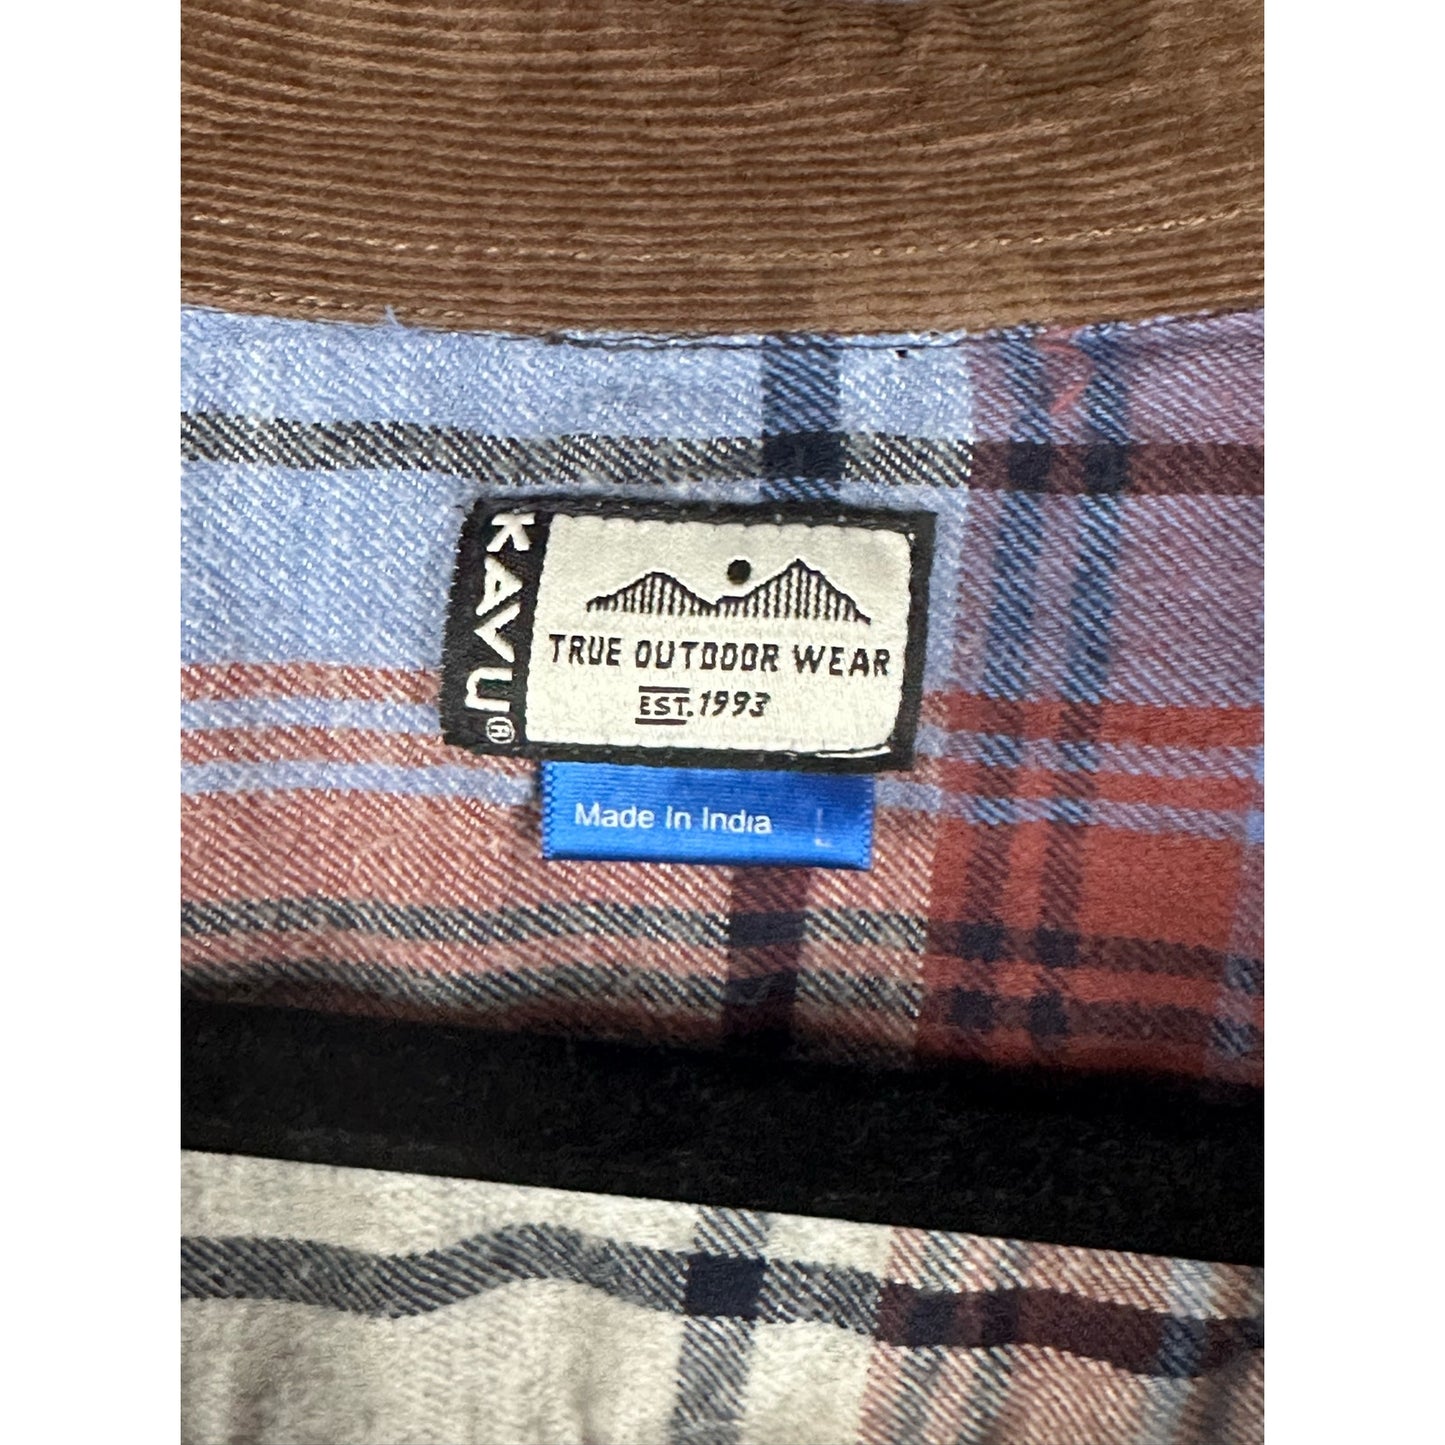 KAVU®
TRUE OUTDOOR WEAR
EST. 1993
Made In India L